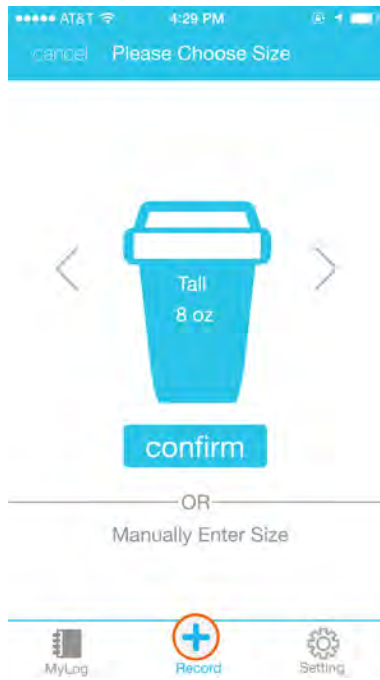 AT&T 4:29 PM
cancel Please Choose Size
Tall
8 oz
confirm
OR
Manually Enter Size
MyLog Record Setting